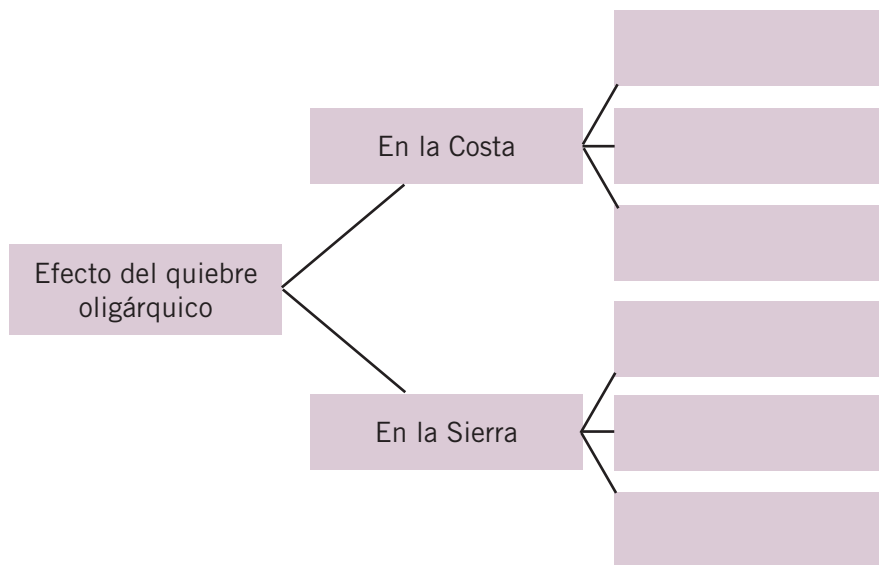 En la Costa
Efecto del quiebre
oligárquico
En la Sierra